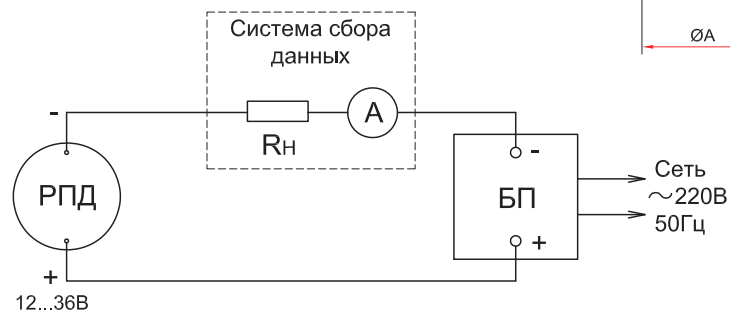 Система сбора
данных
ØA
-
A
Rн
-
РПД
БП
Сеть
~220В
50Гц
+
+
12...36В